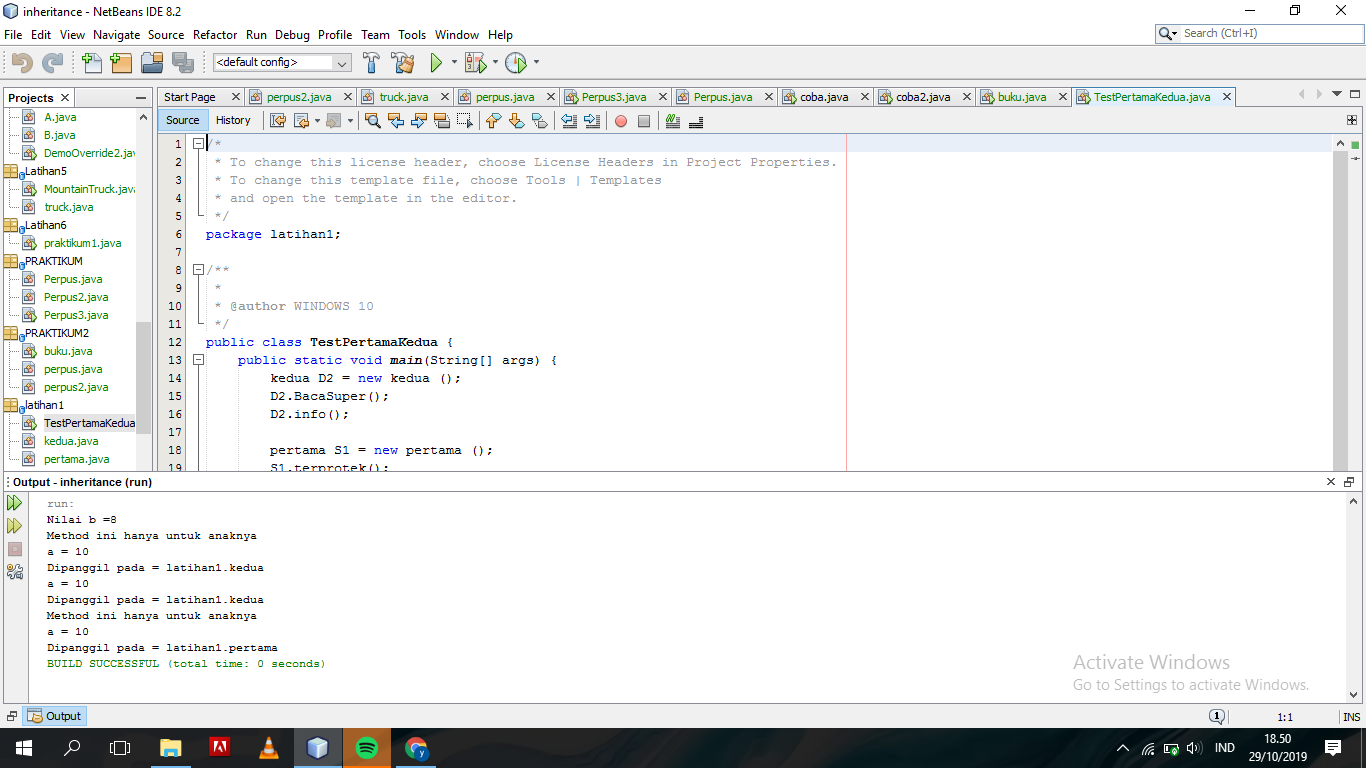 inheritance - NetBeans IDE 8.2
File Edit View Navigate Source Refactor Run Debug Profile Team Tools Window Help
Search (Ctrl+I)
<default config>
Projects
Start Page
perpus2.java
truck.java
perpus.java
Perpus3.java
Perpus.java
coba.java
coba2.java
buku.java
TestPertamaKedua.java
A.java
B.java
DemoOverride2.jav
Latihan5
MountainTruck.java
truck.java
Latihan6
praktikum1.java
PRAKTIKUM
Perpus.java
Perpus2.java
Perpus3.java
PRAKTIKUM2
buku.java
perpus.java
perpus2.java
latihan1
TestPertamaKedua
kedua.java
pertama.java
Source History
1 /*
2 * To change this license header, choose License Headers in Project Properties.
3 * To change this template file, choose Tools | Templates
4 * and open the template in the editor.
5 */
6 package latihan1;
7
8 /**
9 *
10 * @author WINDOWS 10
11 */
12 public class TestPertamaKedua {
13 public static void main(String[] args) {
14 kedua D2 = new kedua ();
15 D2.BacaSuper();
16 D2.info();
17
18 pertama S1 = new pertama ();
19 S1.terprotek();
Output - inheritance (run)
run:
Nilai b =8
Method ini hanya untuk anaknya
a = 10
Dipanggil pada = latihan1.kedua
a = 10
Dipanggil pada = latihan1.kedua
Method ini hanya untuk anaknya
a = 10
Dipanggil pada = latihan1.pertama
BUILD SUCCESSFUL (total time: 0 seconds)
Activate Windows
Go to Settings to activate Windows.
Output
1
1:1
INS
IND
18.50
29/10/2019